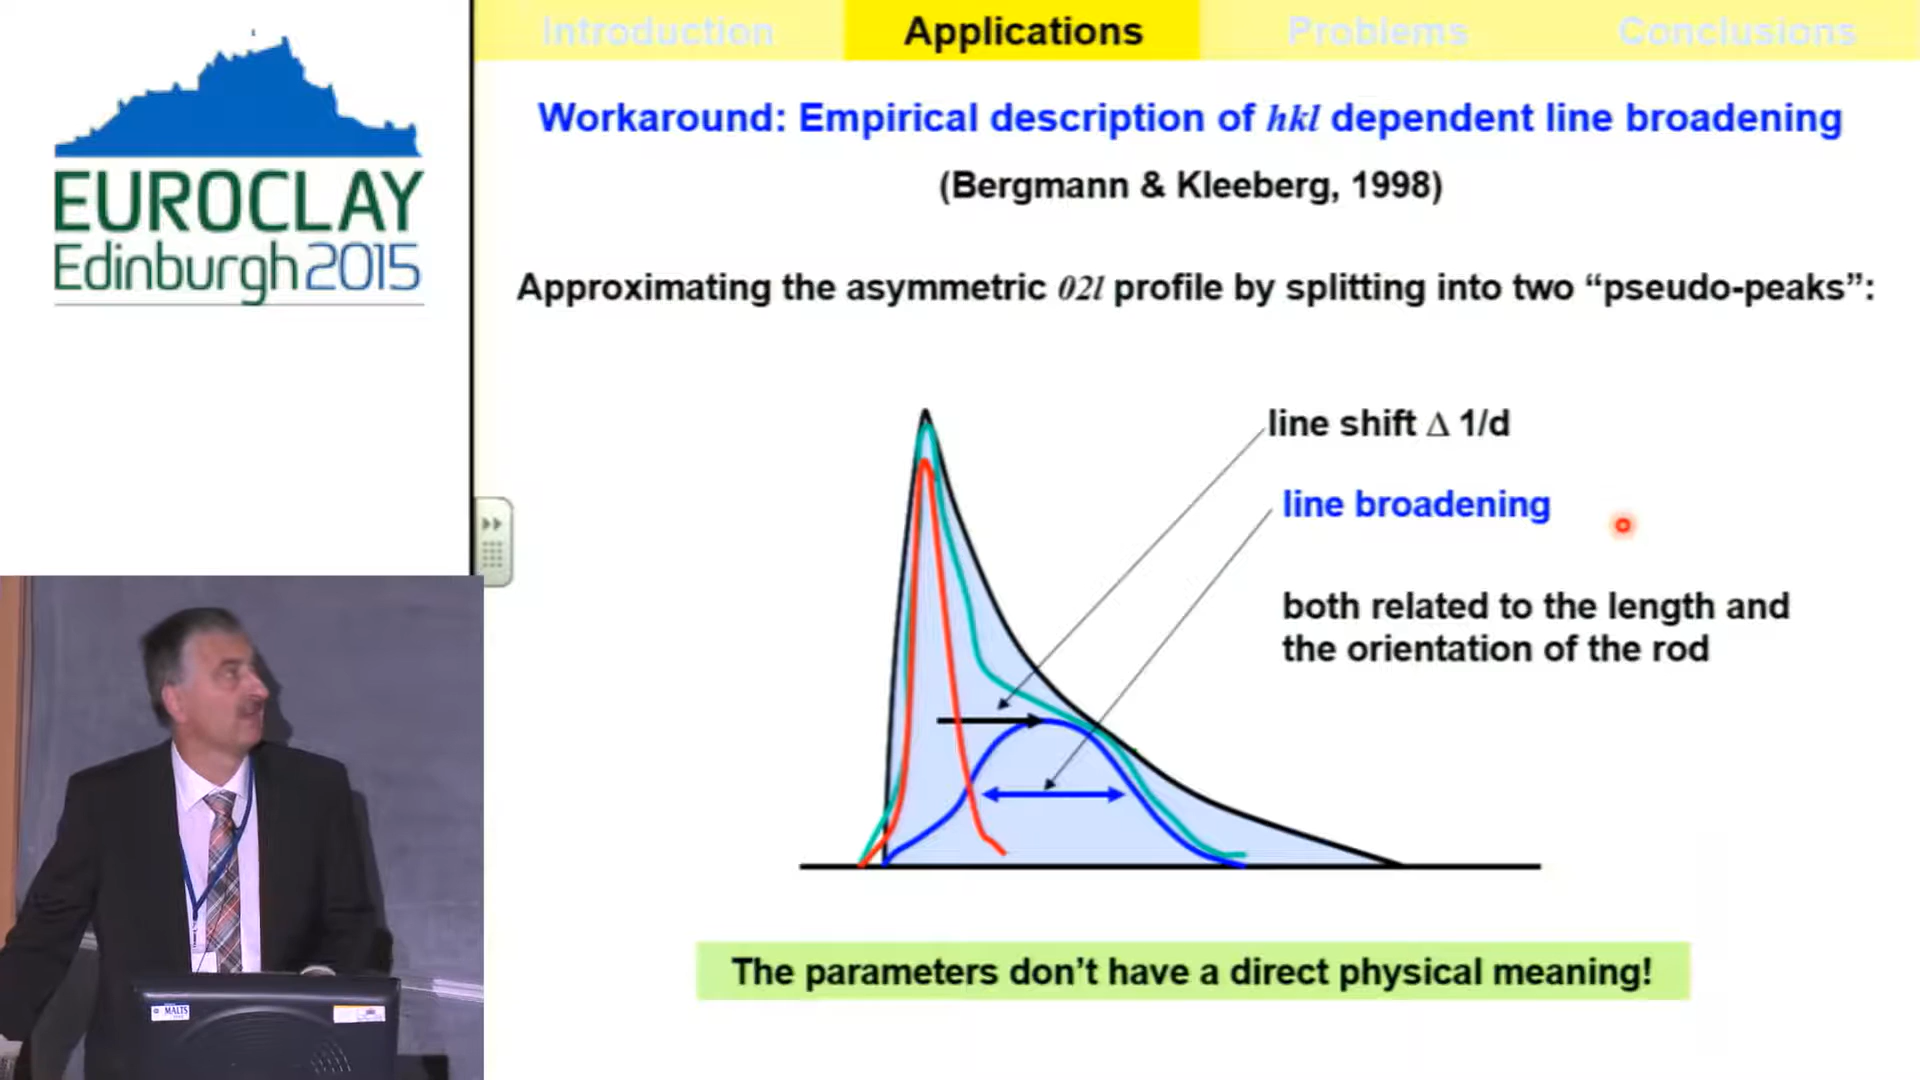 EUROCLAY
Edinburgh 2015
Introduction
Applications
Problems
Conclusions
Workaround: Empirical description of hkl dependent line broadening
(Bergmann & Kleeberg, 1998)
Approximating the asymmetric 02l profile by splitting into two “pseudo-peaks”:
line shift Δ 1/d
line broadening
both related to the length and
the orientation of the rod
The parameters don’t have a direct physical meaning!
MALTS